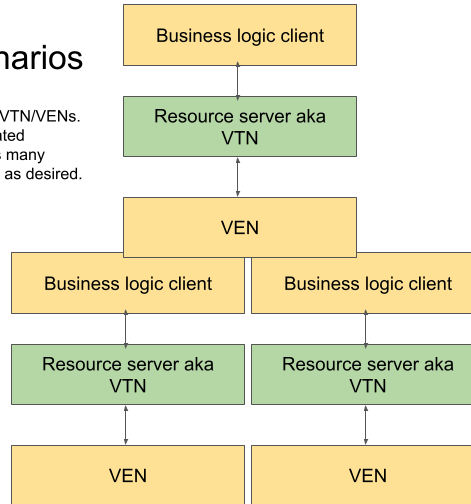 Business logic client
narios
VTN/VENs.
ated
s many
as desired.
Resource server aka
VTN
VEN
Business logic client
Business logic client
Resource server aka
VTN
Resource server aka
VTN
VEN
VEN